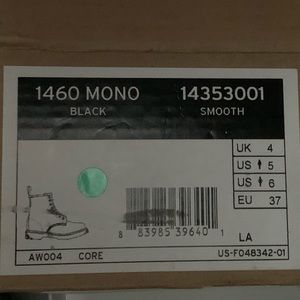 1460 MONO 14353001
BLACK SMOOTH
UK 4
US 5
US 6
EU 37
8 83985 39640 1
LA
AW004 CORE US-F048342-01